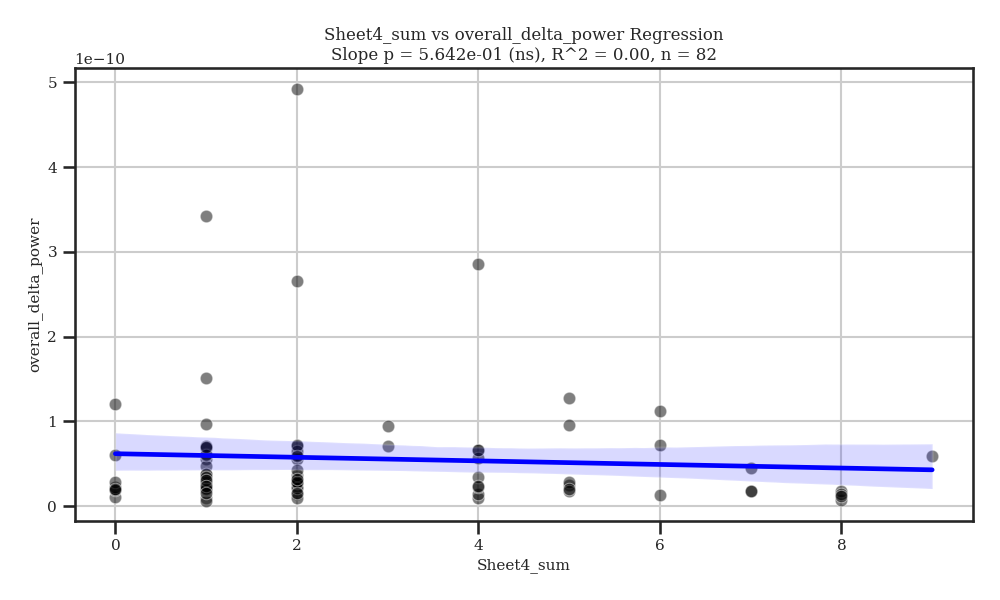 Sheet4_sum vs overall_delta_power Regression
Slope p = 5.642e-01 (ns), R^2 = 0.00, n = 82
1e−10
5
4
3
2
1
0
overall_delta_power
0 2 4 6 8
Sheet4_sum